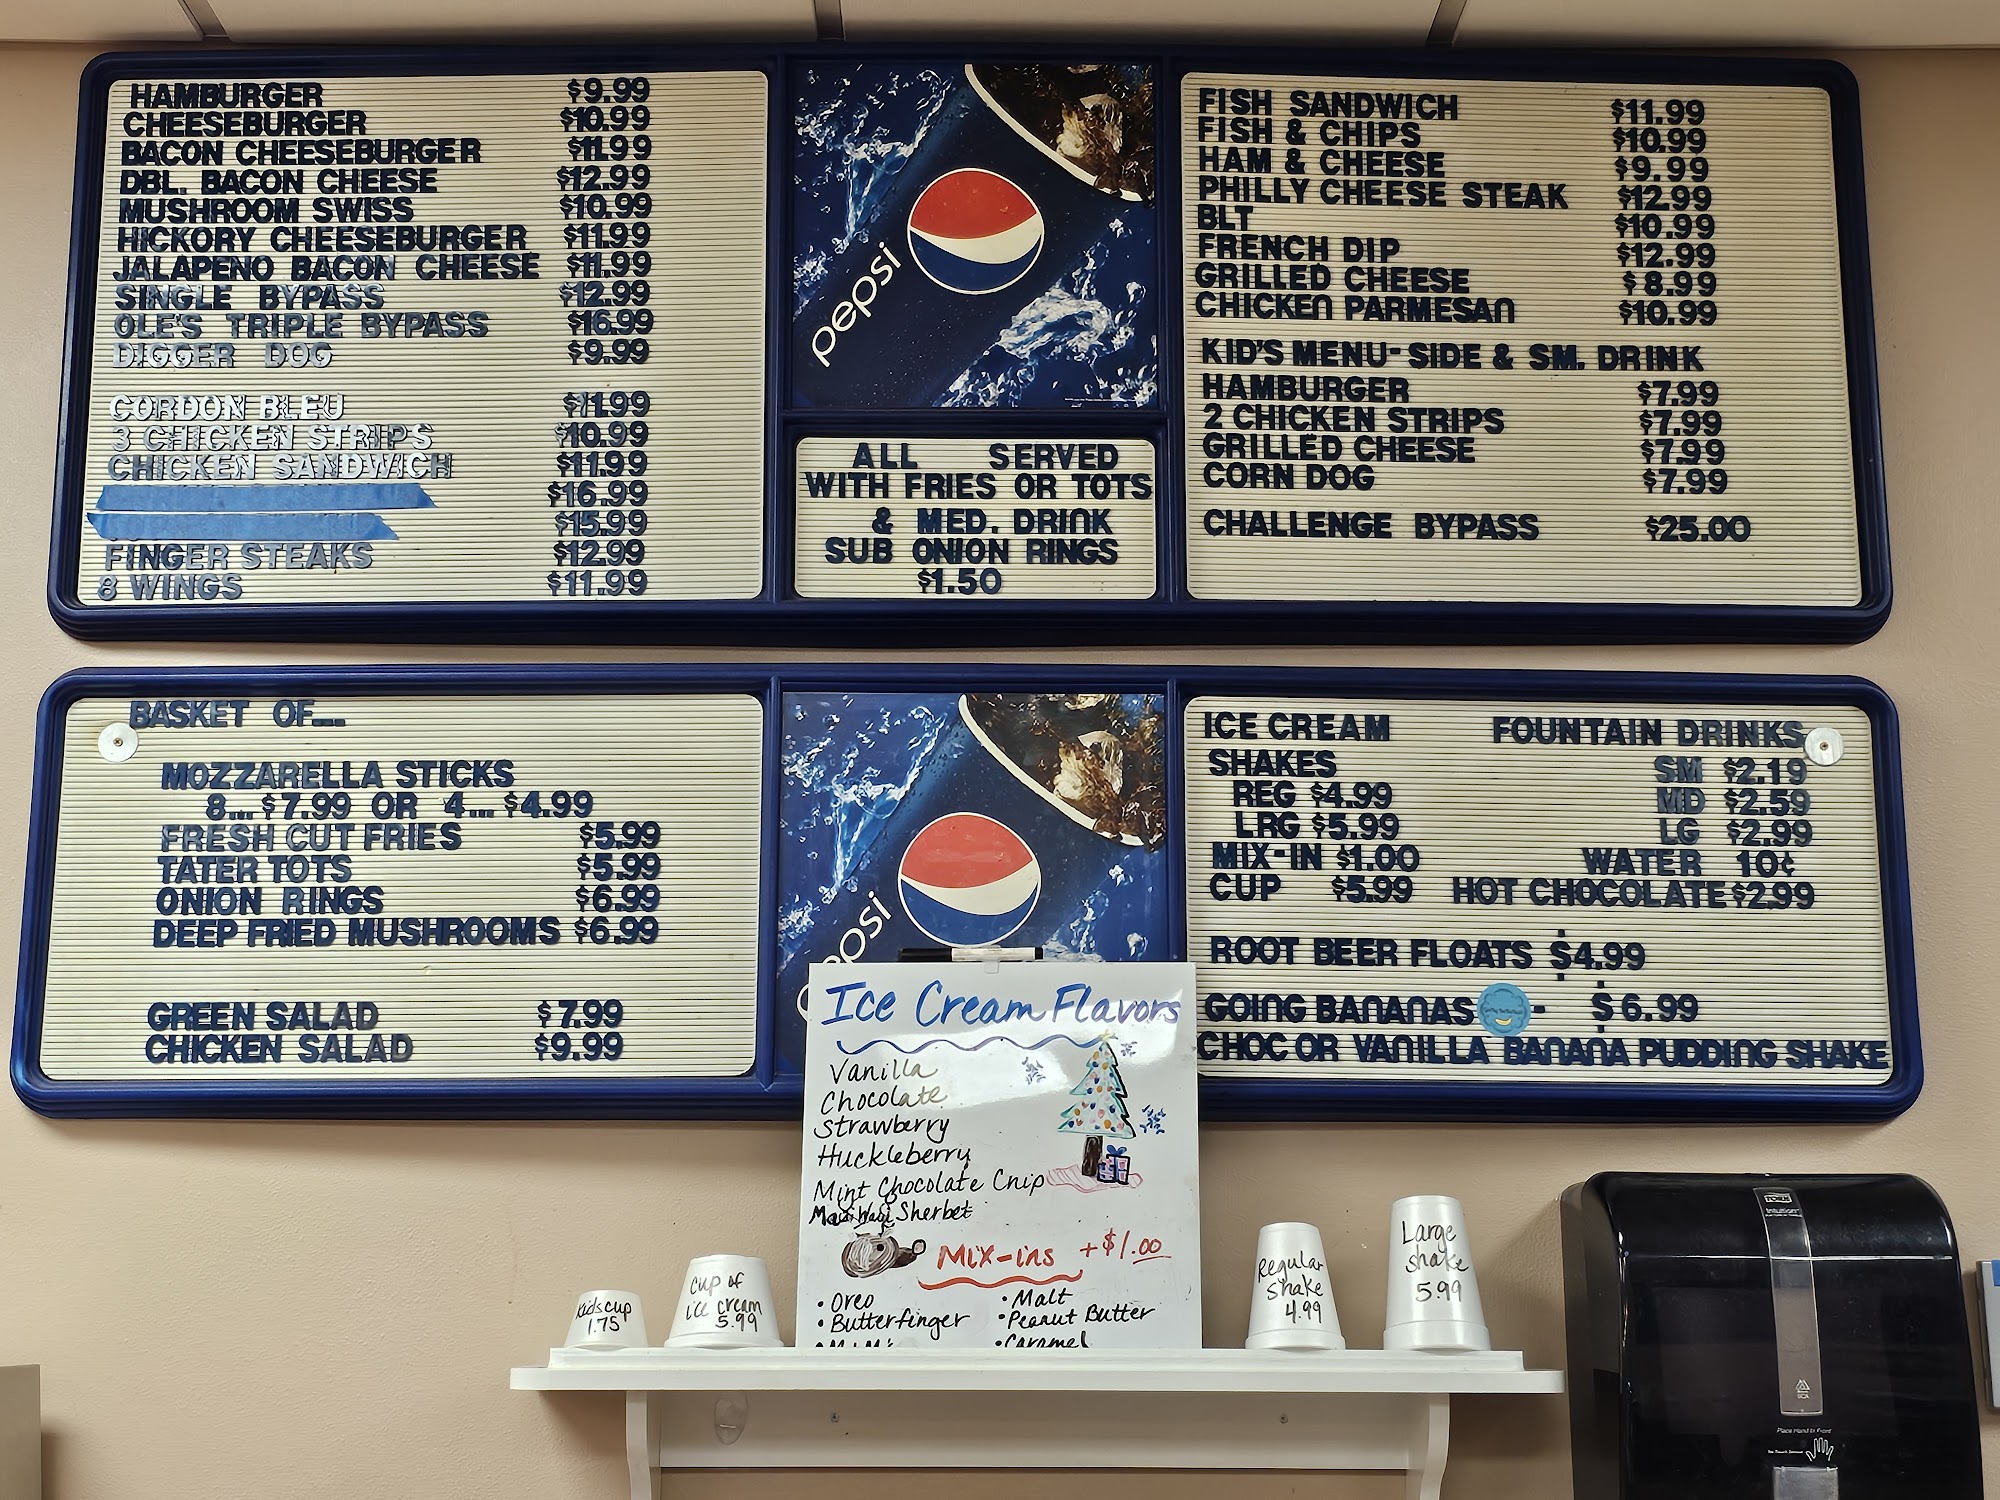 HAMBURGER $9.99
CHEESEBURGER $10.99
BACON CHEESEBURGER $11.99
DBL. BACON CHEESE $12.99
MUSHROOM SWISS $10.99
HICKORY CHEESEBURGER $11.99
JALAPENO BACON CHEESE $11.99
SINGLE BYPASS $12.99
OLE'S TRIPLE BYPASS $16.99
DIGGER DOG $9.99
CORDON BLEU $11.99
3 CHICKEN STRIPS $10.99
CHICKEN SANDWICH $11.99
$16.99
$15.99
FINGER STEAKS $12.99
8 WINGS $11.99
pepsi
ALL SERVED
WITH FRIES OR TOTS
& MED. DRINK
SUB ONION RINGS
$1.50
FISH SANDWICH $11.99
FISH & CHIPS $10.99
HAM & CHEESE $9.99
PHILLY CHEESE STEAK $12.99
BLT $10.99
FRENCH DIP $12.99
GRILLED CHEESE $8.99
CHICKEN PARMESAN $10.99
KID'S MENU- SIDE & SM. DRINK
HAMBURGER $7.99
2 CHICKEN STRIPS $7.99
GRILLED CHEESE $7.99
CORN DOG $7.99
CHALLENGE BYPASS $25.00
BASKET OF...
MOZZARELLA STICKS
8... $7.99 OR 4... $4.99
FRESH CUT FRIES $5.99
TATER TOTS $5.99
ONION RINGS $6.99
DEEP FRIED MUSHROOMS $6.99
GREEN SALAD $7.99
CHICKEN SALAD $9.99
pepsi
ICE CREAM
SHAKES
REG $4.99
LRG $5.99
MIX-IN $1.00
CUP $5.99
FOUNTAIN DRINKS
SM $2.19
MD $2.59
LG $2.99
WATER 10¢
HOT CHOCOLATE $2.99
ROOT BEER FLOATS $4.99
GOING BANANAS - $6.99
CHOC OR VANILLA BANANA PUDDING SHAKE
Ice Cream Flavors
Vanilla
Chocolate
Strawberry
Huckleberry
Mint Chocolate Chip
Sherbet
Mix-ins +$1.00
• Oreo
• Butterfinger
• Malt
• Peanut Butter
• Caramel
Kids cup
1.75
Cup of
ice cream
5.99
Regular
Shake
4.99
Large
Shake
5.99
TORK
Intuition
Place Hand in Front